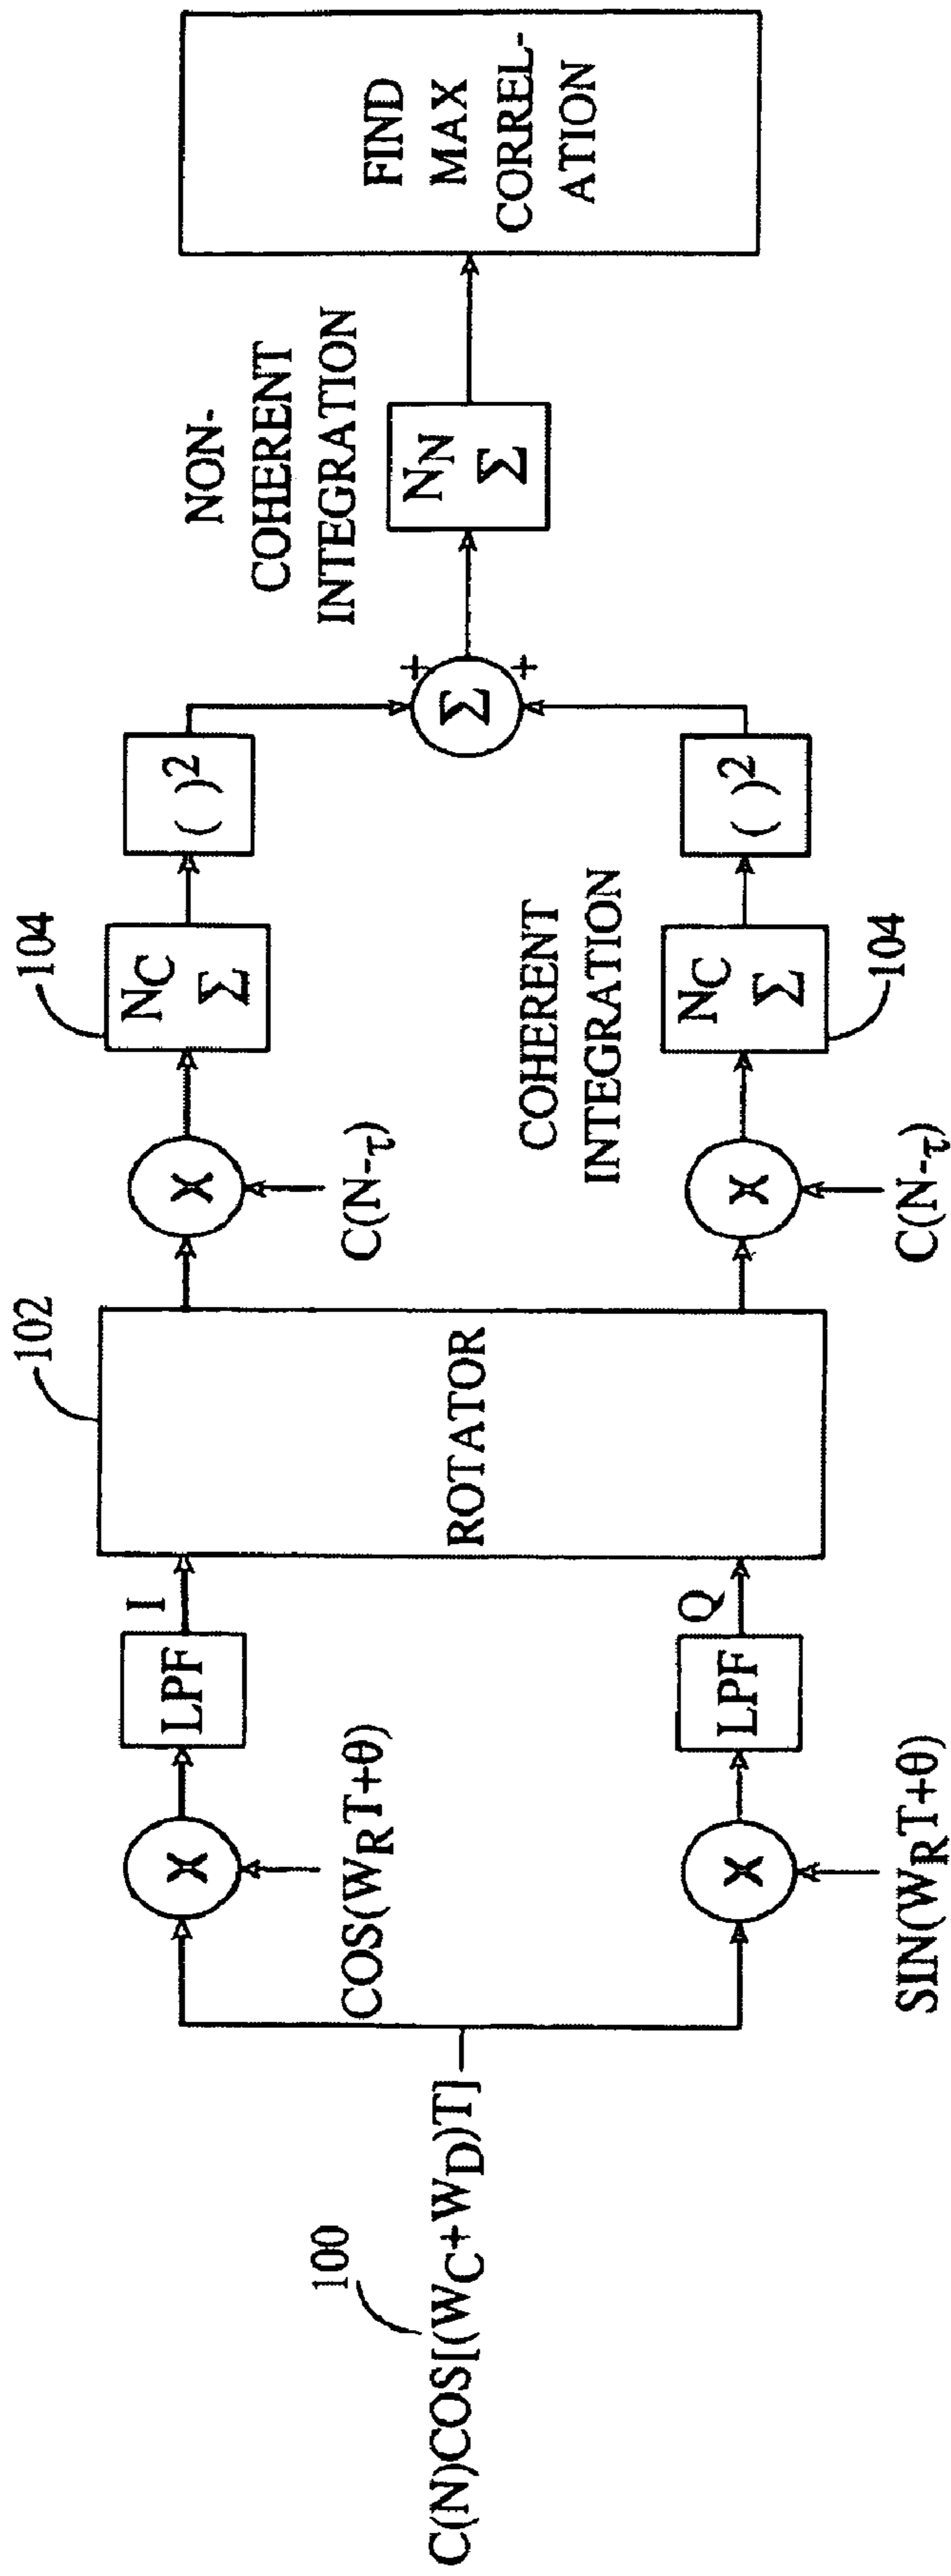 100
C(N)COS[(WC+WD)T]
X
COS(WRT+θ)
LPF
I
X
SIN(WRT+θ)
LPF
Q
102
ROTATOR
X
C(N-τ)
104
NC
Σ
( )2
X
C(N-τ)
COHERENT
INTEGRATION
NC
Σ
104
( )2
+
Σ
+
NON-
COHERENT
INTEGRATION
NN
Σ
FIND
MAX
CORREL-
ATION